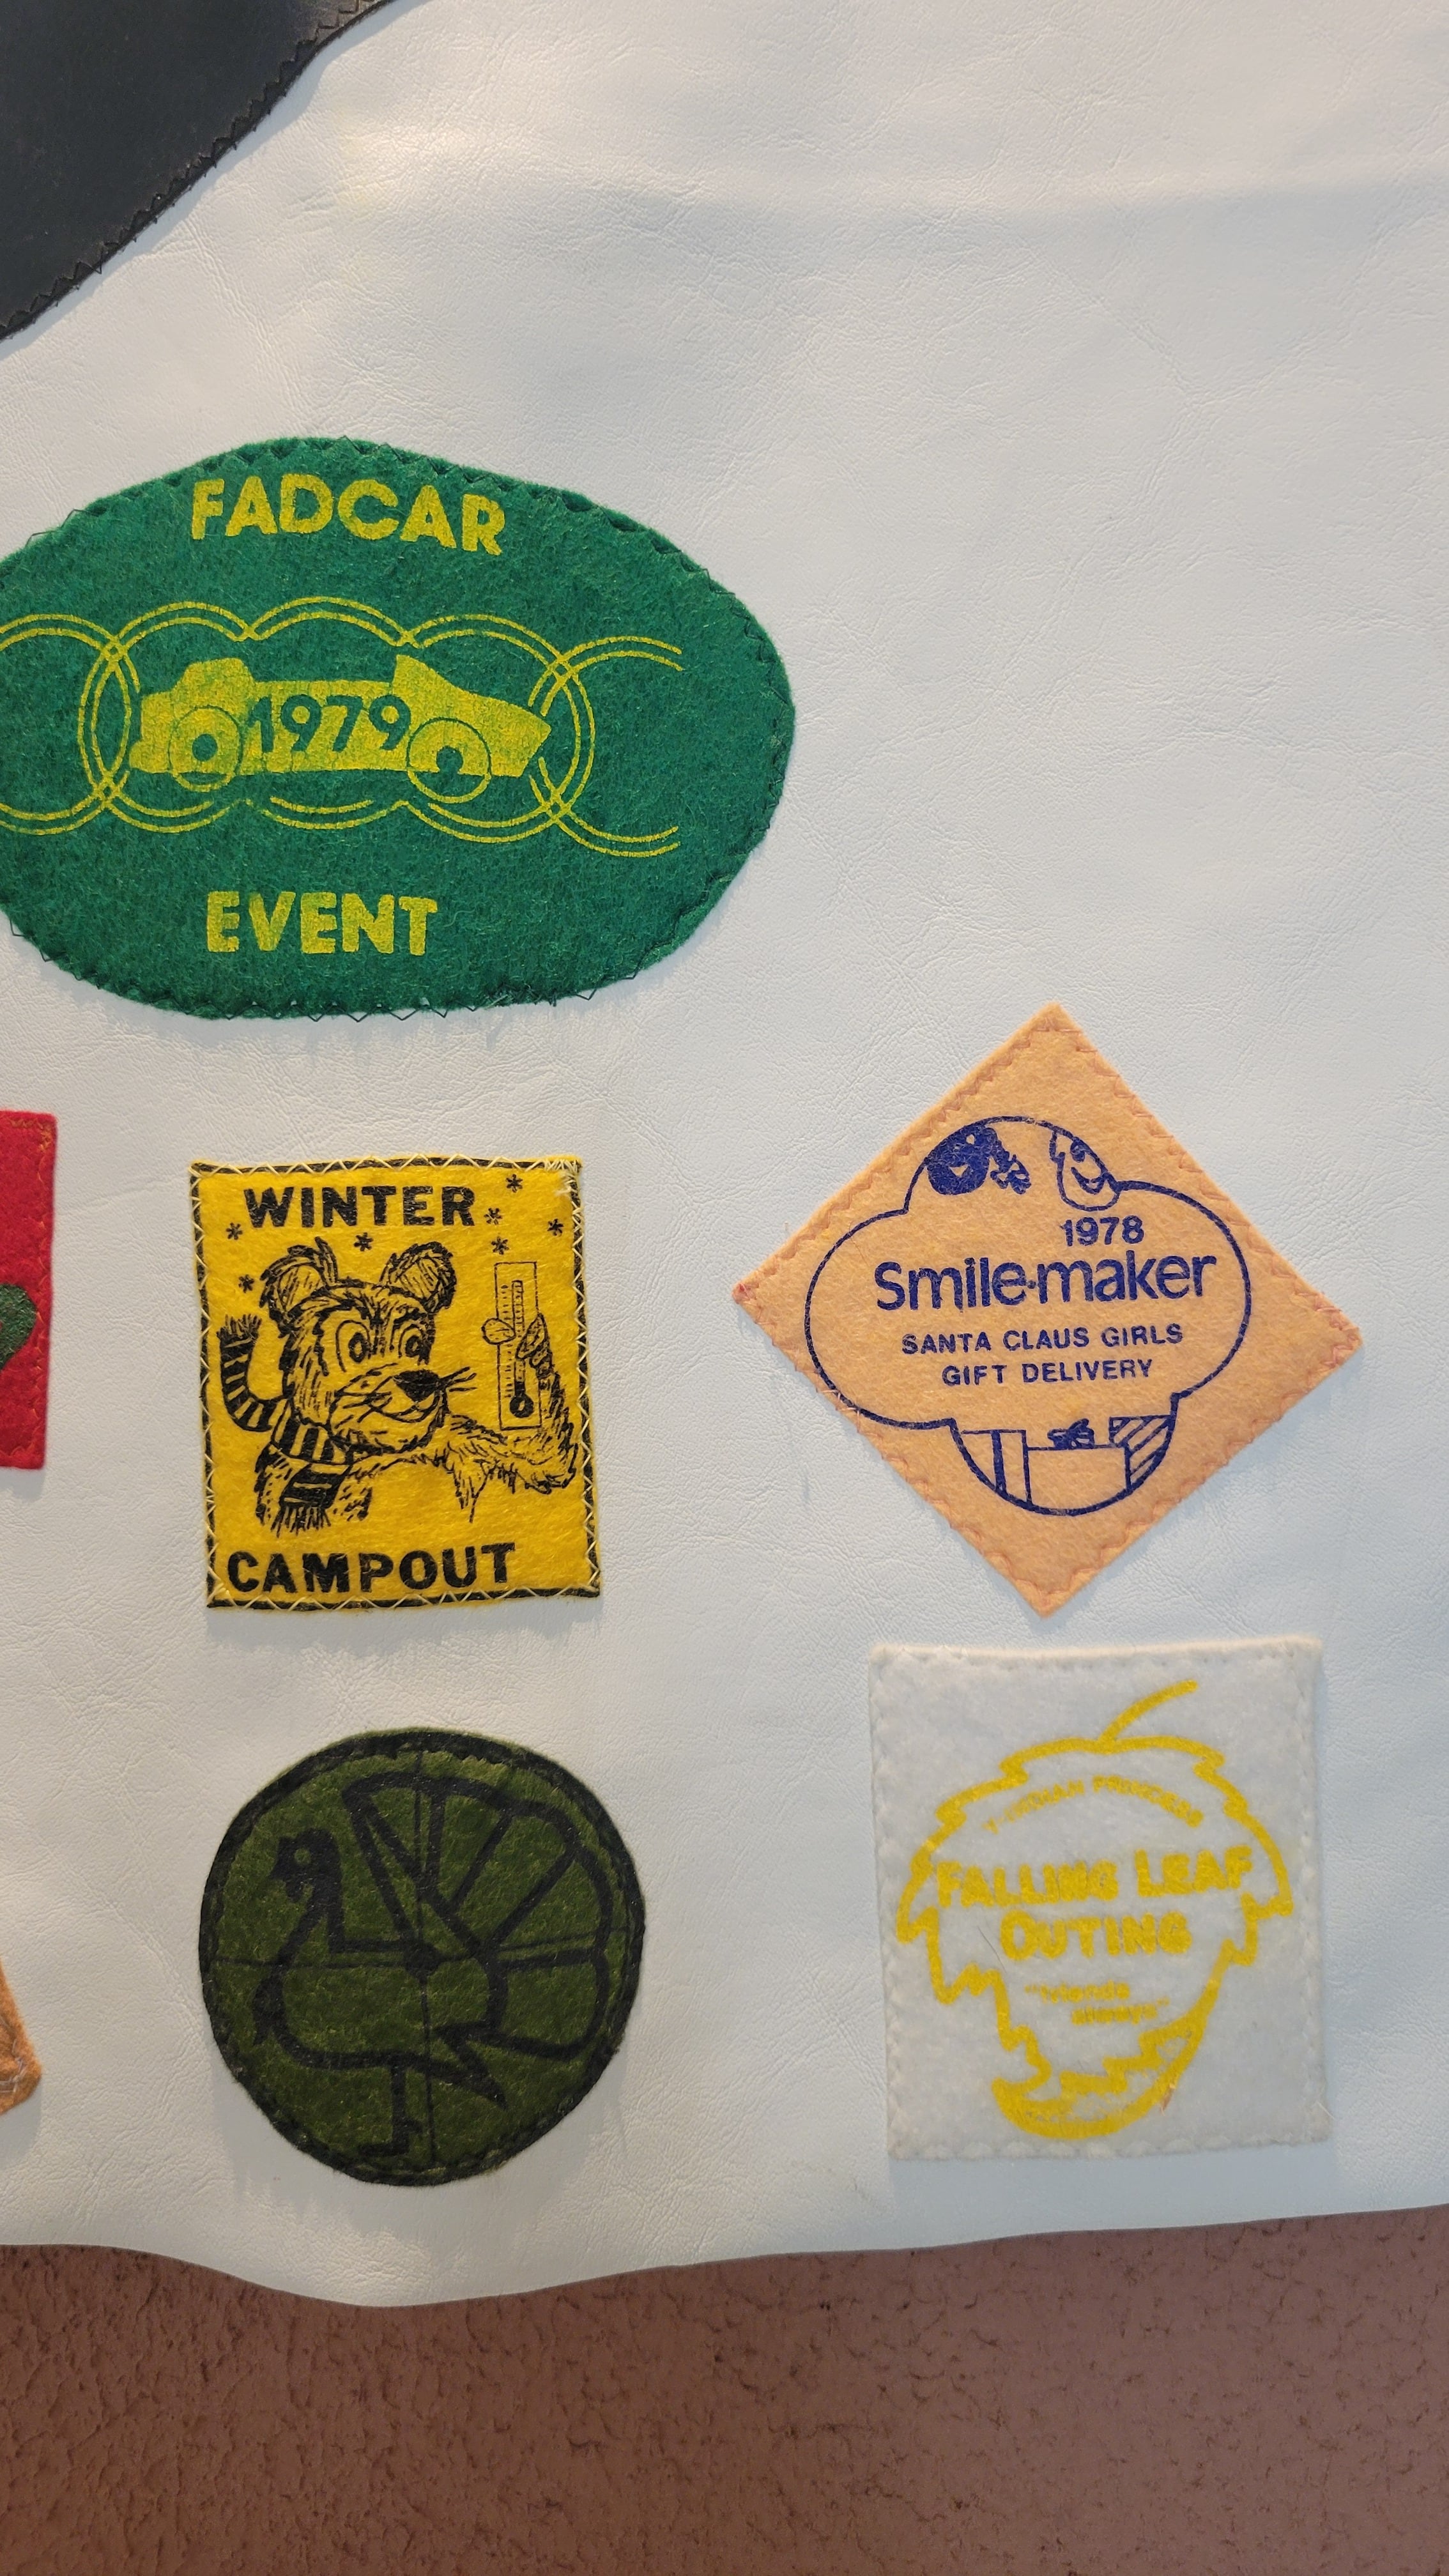 FADCAR
1979
EVENT
1978
Smile-maker
SANTA CLAUS GIRLS
GIFT DELIVERY
WINTER
CAMPOUT
FALLING LEAF
OUTING